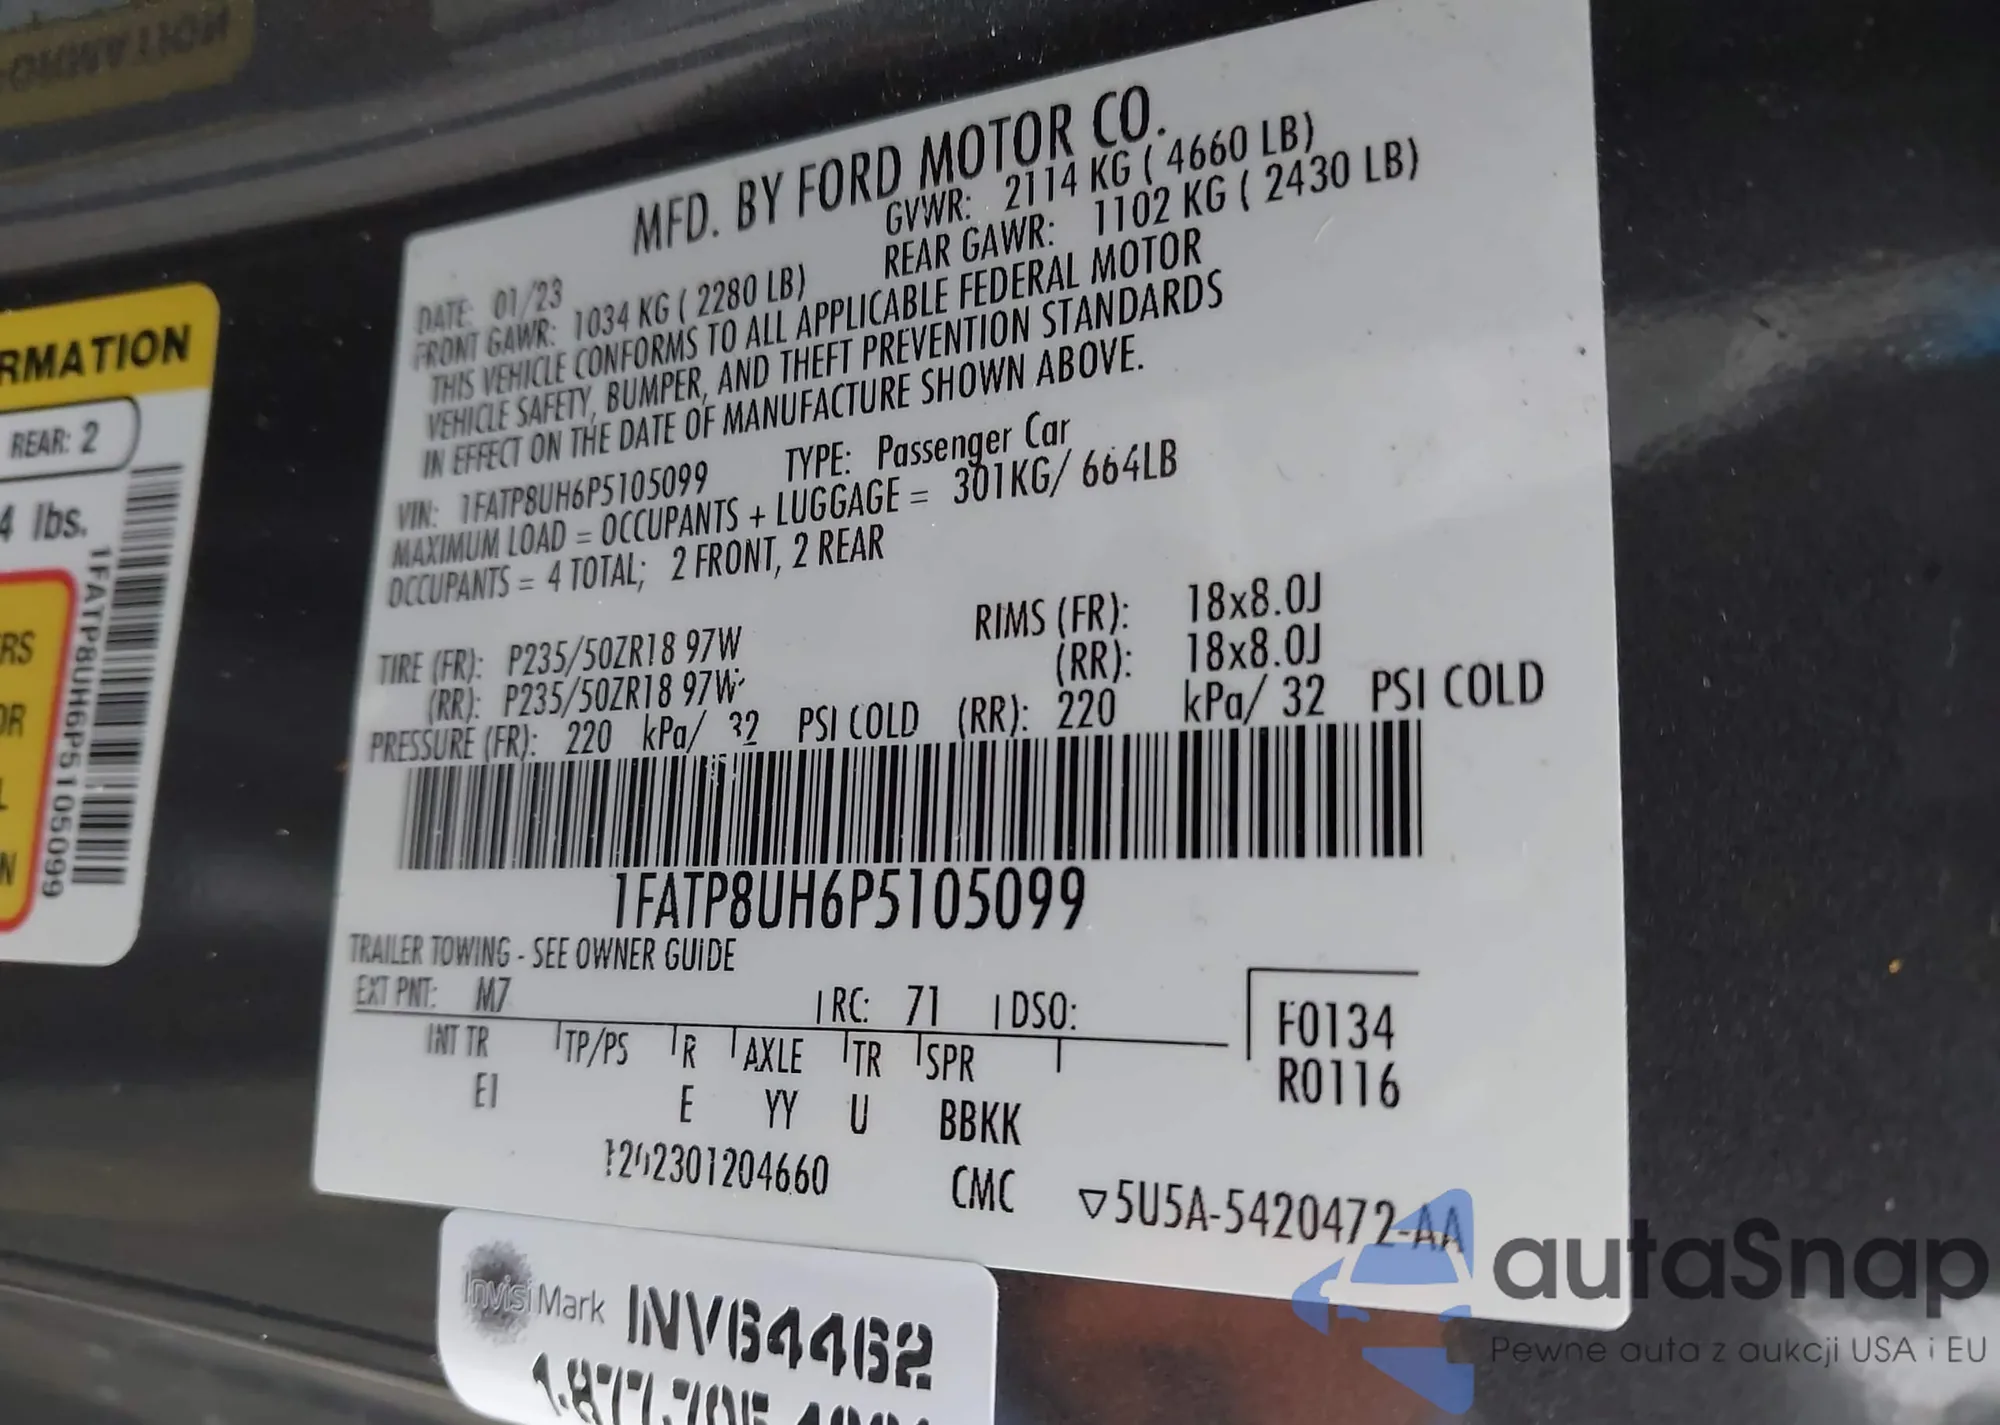 MFD. BY FORD MOTOR CO.
DATE: 01/23 GVWR: 2114 KG ( 4660 LB)
FRONT GAWR: 1034 KG ( 2280 LB) REAR GAWR: 1102 KG ( 2430 LB)
THIS VEHICLE CONFORMS TO ALL APPLICABLE FEDERAL MOTOR
VEHICLE SAFETY, BUMPER, AND THEFT PREVENTION STANDARDS
IN EFFECT ON THE DATE OF MANUFACTURE SHOWN ABOVE.
VIN: 1FATP8UH6P5105099 TYPE: Passenger Car
MAXIMUM LOAD = OCCUPANTS + LUGGAGE = 301KG/ 664LB
OCCUPANTS = 4 TOTAL; 2 FRONT, 2 REAR
TIRE (FR): P235/50ZR18 97W RIMS (FR): 18x8.0J
(RR): P235/50ZR18 97W (RR): 18x8.0J
PRESSURE (FR): 220 kPa/ 32 PSI COLD (RR): 220 kPa/ 32 PSI COLD
1FATP8UH6P5105099
TRAILER TOWING - SEE OWNER GUIDE
EXT PNT: M7 RC: 71 DSO:
F0134
R0116
INT TR TP/PS R AXLE TR SPR
EI E YY U BBKK
1202301204660 CMC ▽5U5A-5420472-AA
InvisiMark INV64462
RMATION
REAR: 2
4 lbs.
1FATP8UH6P5105099
RS
OR
L
N
autaSnap
Pewne auta z aukcji USA i EU